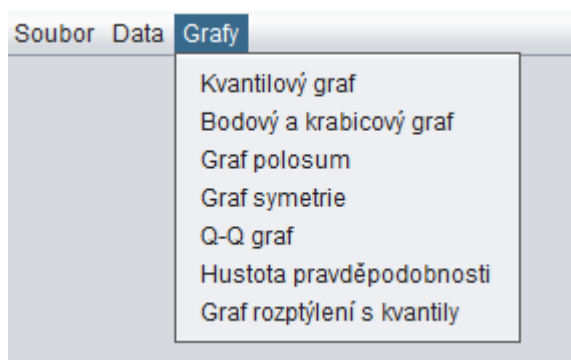 Soubor Data Grafy
Kvantilový graf
Bodový a krabicový graf
Graf polosum
Graf symetrie
Q-Q graf
Hustota pravděpodobnosti
Graf rozptýlení s kvantily